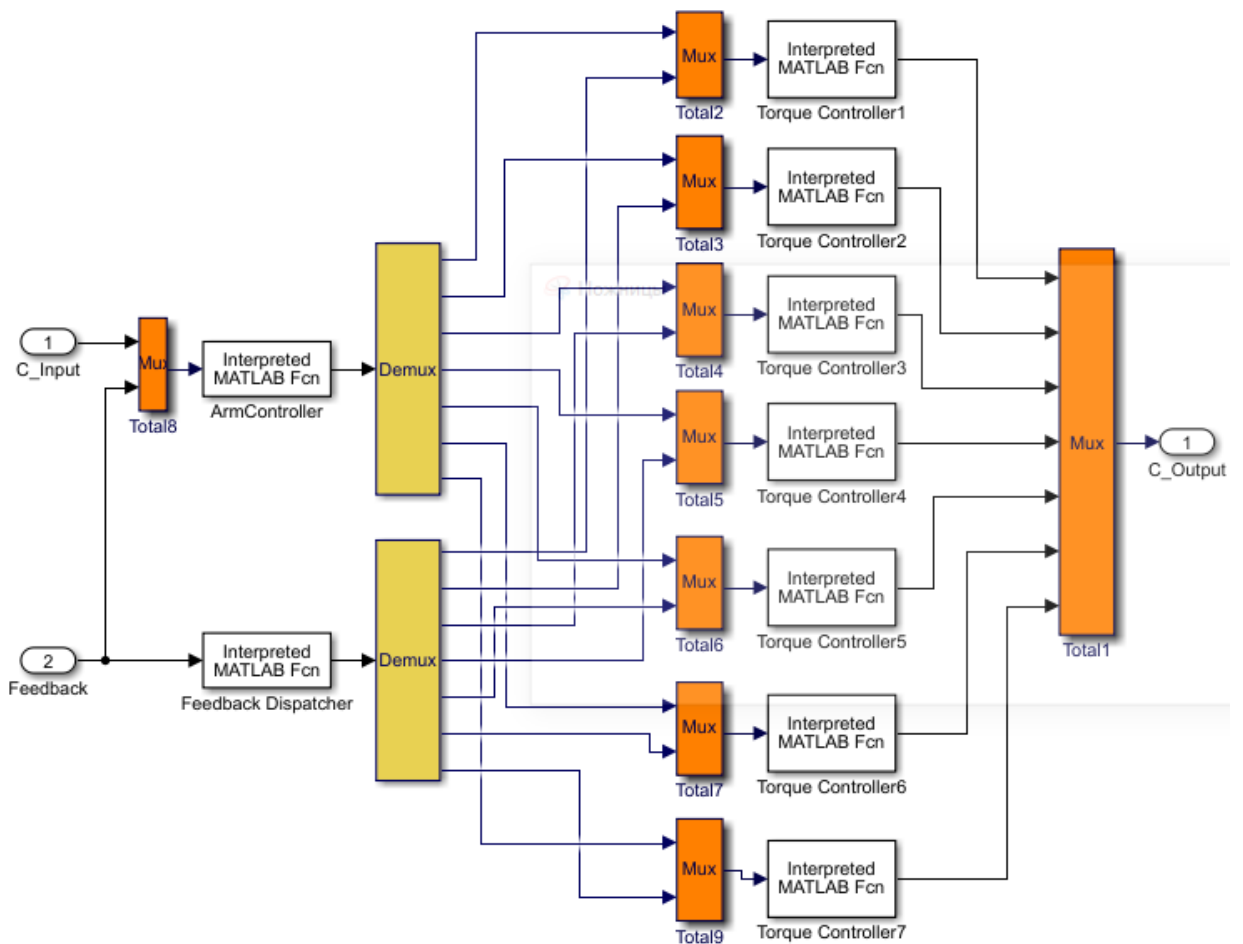 Mux
Total2
Interpreted
MATLAB Fcn
Torque Controller1
Mux
Total3
Interpreted
MATLAB Fcn
Torque Controller2
Ножницы
Mux
Total4
Interpreted
MATLAB Fcn
Torque Controller3
1
C_Input
Mux
Total8
Interpreted
MATLAB Fcn
ArmController
Demux
Mux
Total5
Interpreted
MATLAB Fcn
Torque Controller4
Mux
Total1
1
C_Output
Mux
Total6
Interpreted
MATLAB Fcn
Torque Controller5
2
Feedback
Interpreted
MATLAB Fcn
Feedback Dispatcher
Demux
Mux
Total7
Interpreted
MATLAB Fcn
Torque Controller6
Mux
Total9
Interpreted
MATLAB Fcn
Torque Controller7